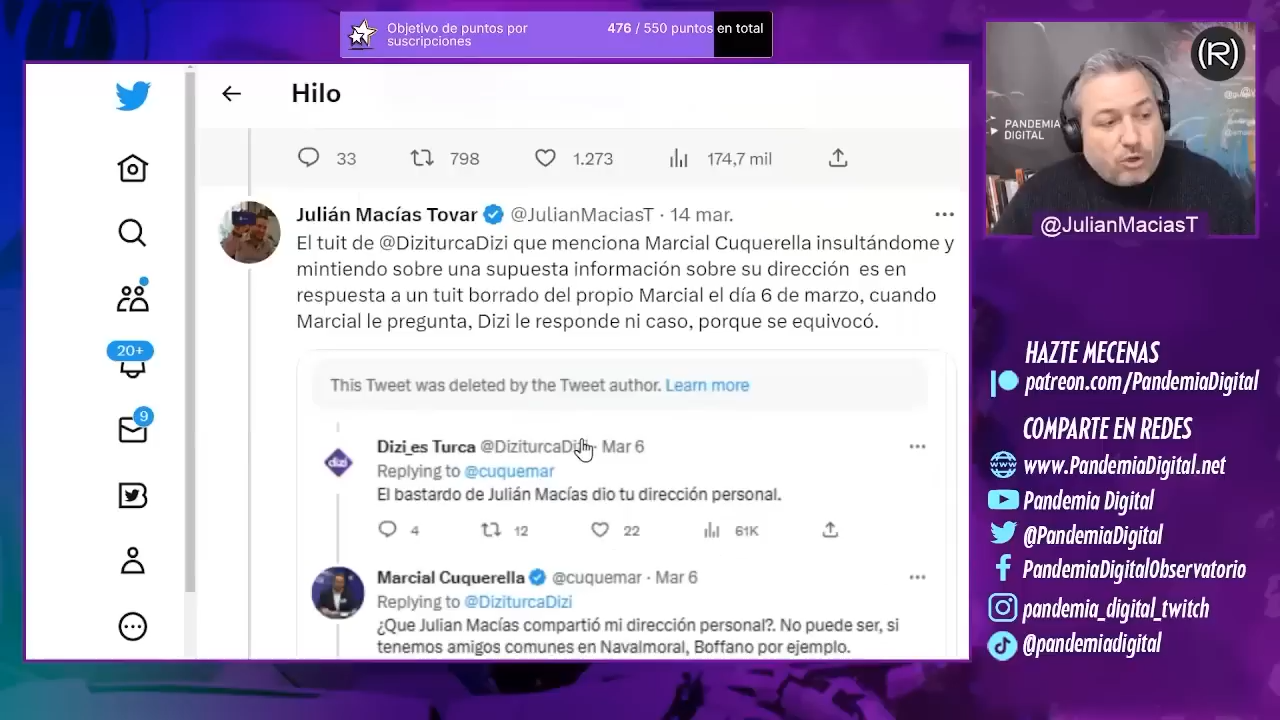 Objetivo de puntos por
suscripciones
476 / 550 puntos en total
(R)
PANDEMIA
DIGITAL
@JulianMaciasT
Hilo
33 798 1.273 174,7 mil
Julián Macías Tovar @JulianMaciasT · 14 mar.
El tuit de @DiziturcaDizi que menciona Marcial Cuquerella insultándome y
mintiendo sobre una supuesta información sobre su dirección es en
respuesta a un tuit borrado del propio Marcial el día 6 de marzo, cuando
Marcial le pregunta, Dizi le responde ni caso, porque se equivocó.
This Tweet was deleted by the Tweet author. Learn more
dizi
Dizi_es Turca @DiziturcaDi · Mar 6
Replying to @cuquemar
El bastardo de Julián Macías dio tu dirección personal.
4 12 22 61K
Marcial Cuquerella @cuquemar · Mar 6
Replying to @DiziturcaDizi
¿Que Julian Macías compartió mi dirección personal?. No puede ser, si
tenemos amigos comunes en Navalmoral, Boffano por ejemplo.
20+
9
HAZTE MECENAS
patreon.com/PandemiaDigital
COMPARTE EN REDES
www.PandemiaDigital.net
Pandemia Digital
@PandemiaDigital
PandemiaDigitalObservatorio
pandemia_digital_twitch
@pandemiadigital